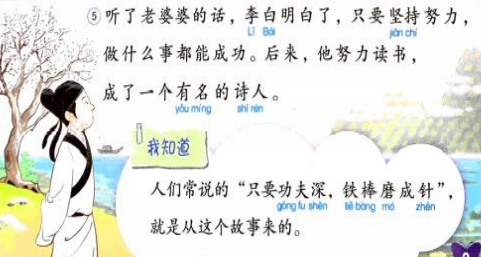 ⑤听了老婆婆的话，李白明白了，只要坚持努力，
Lǐ Bái jiān chí
做什么事都能成功。后来，他努力读书，
成了一个有名的诗人。
yǒu míng shī rén
我知道
人们常说的“只要功夫深，铁棒磨成针”，
gōng fu shēn tiě bàng mó zhēn
就是从这个故事来的。